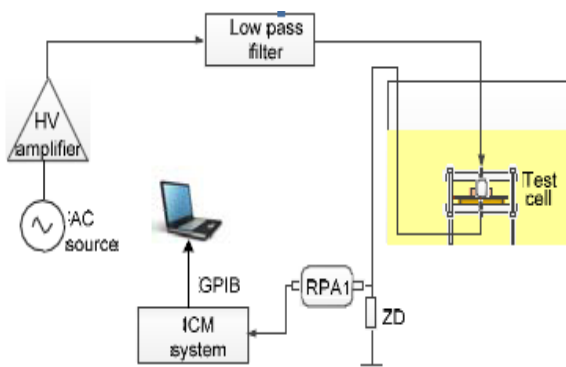 Low pass
filter
HV
amplifier
AC
source
Test
cell
GPIB
RPA1
ZD
ICM
system